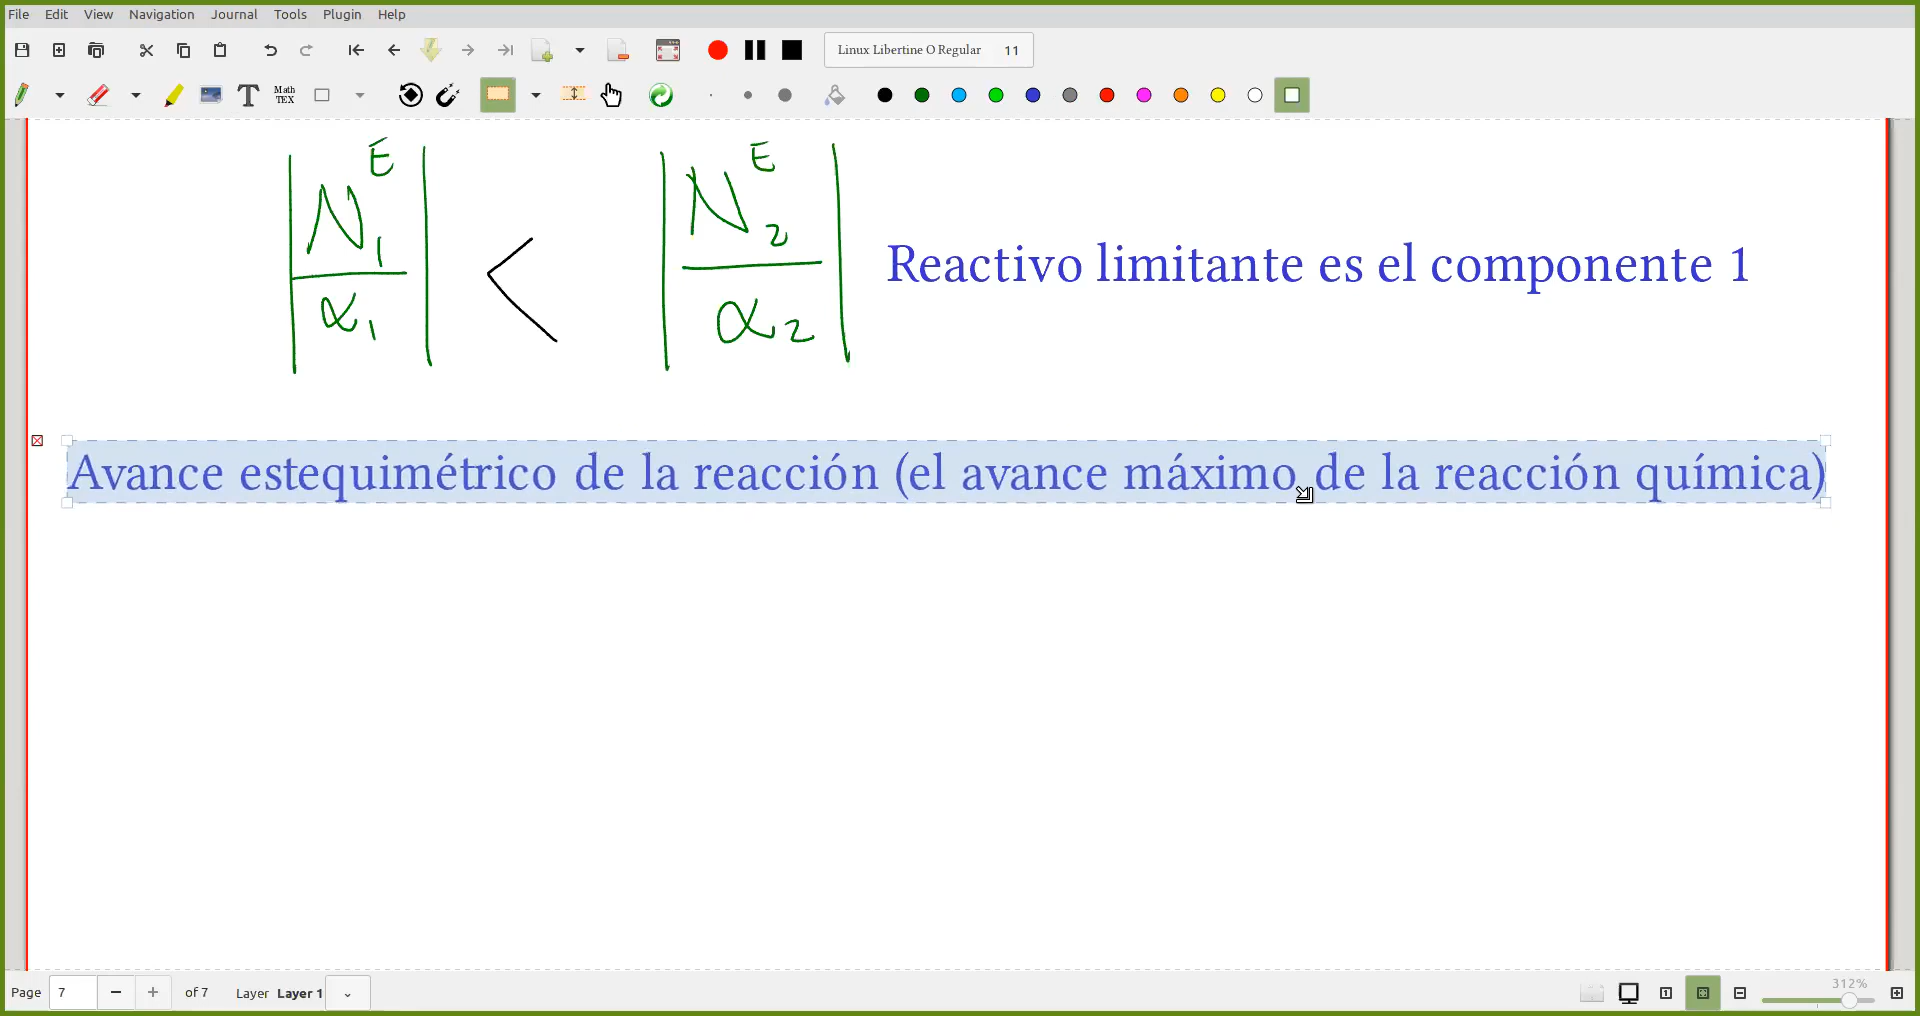 File Edit View Navigation Journal Tools Plugin Help
Linux Libertine O Regular 11
T Math TEX
|N₁ᴱ/α₁| < |N₂ᴱ/α₂| Reactivo limitante es el componente 1
Avance estequimétrico de la reacción (el avance máximo de la reacción química)
Page 7 − + of 7 Layer Layer 1 312%